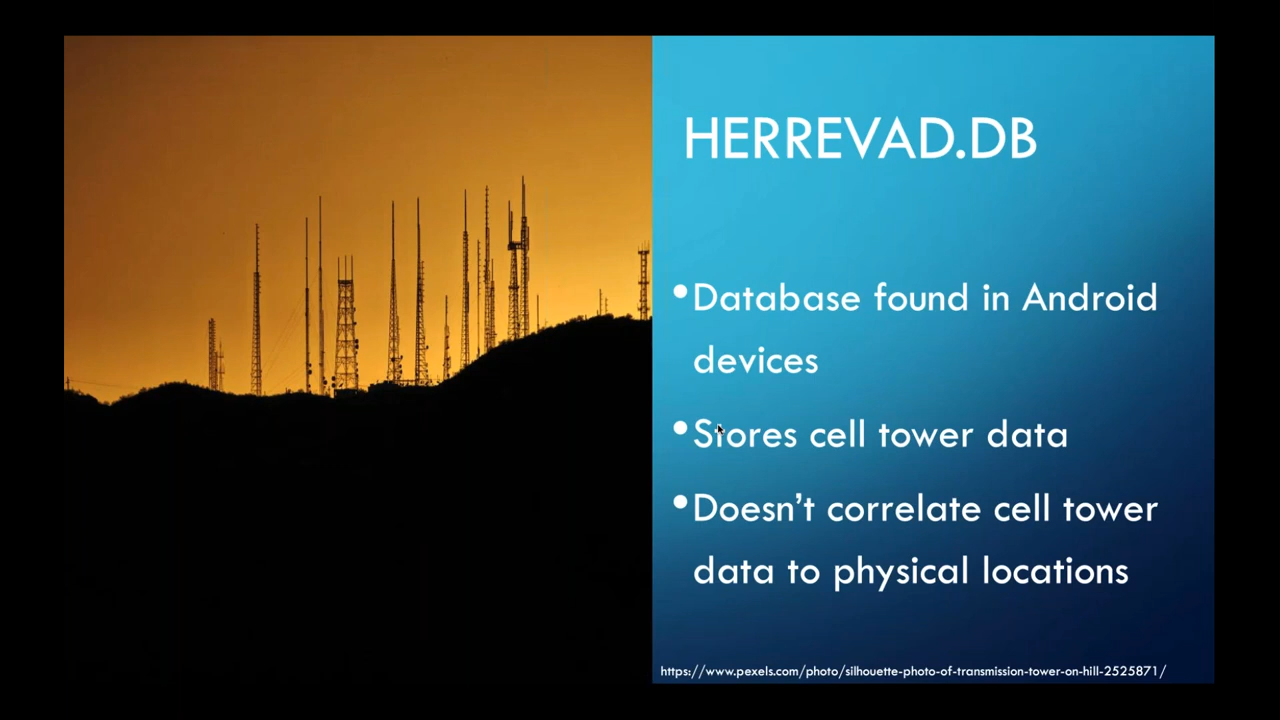 HERREVAD.DB
•Database found in Android
devices
•Stores cell tower data
•Doesn't correlate cell tower
data to physical locations
https://www.pexels.com/photo/silhouette-photo-of-transmission-tower-on-hill-2525871/